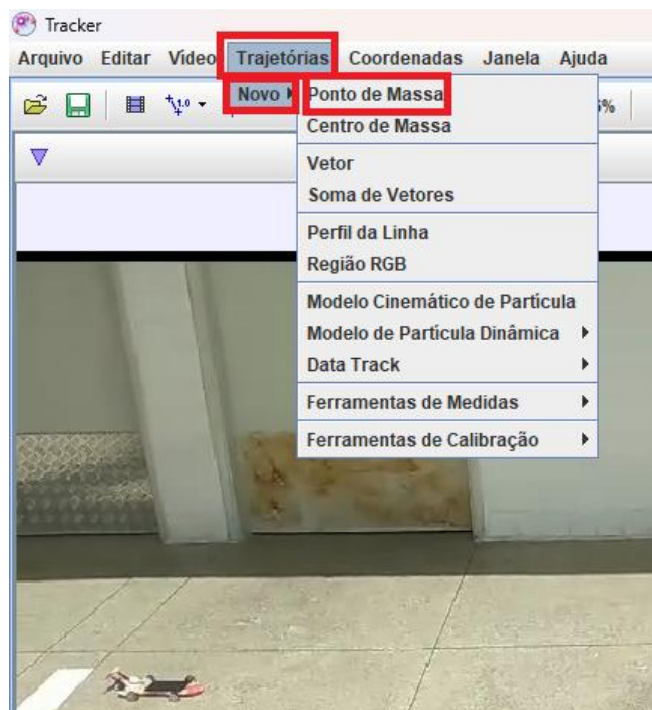 Tracker
Arquivo Editar Vídeo Trajetórias Coordenadas Janela Ajuda
Novo
Ponto de Massa
Centro de Massa
Vetor
Soma de Vetores
Perfil da Linha
Região RGB
Modelo Cinemático de Partícula
Modelo de Partícula Dinâmica
Data Track
Ferramentas de Medidas
Ferramentas de Calibração